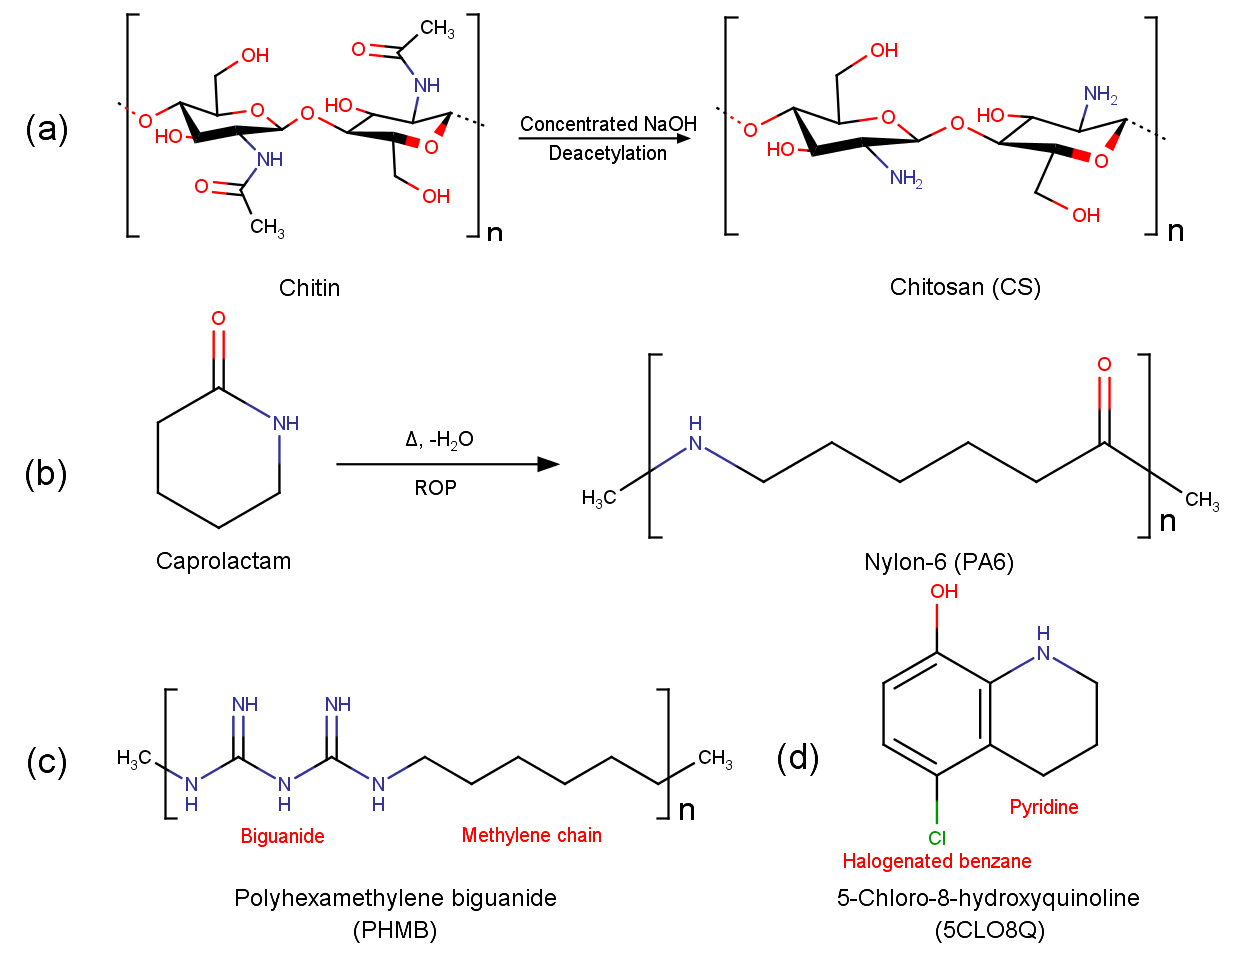 (a)
OH
O
O
HO
NH
O
CH3
O
HO
O
CH3
NH
O
OH
n
Chitin
Concentrated NaOH
Deacetylation
OH
O
O
HO
NH2
O
HO
NH2
O
OH
n
Chitosan (CS)
(b)
O
NH
Caprolactam
Δ, -H2O
ROP
H3C
H
N
O
CH3
n
Nylon-6 (PA6)
(c)
H3C
NH
NH
N
H
N
H
N
H
CH3
n
Biguanide
Methylene chain
Polyhexamethylene biguanide
(PHMB)
(d)
OH
H
N
Cl
Pyridine
Halogenated benzane
5-Chloro-8-hydroxyquinoline
(5CLO8Q)